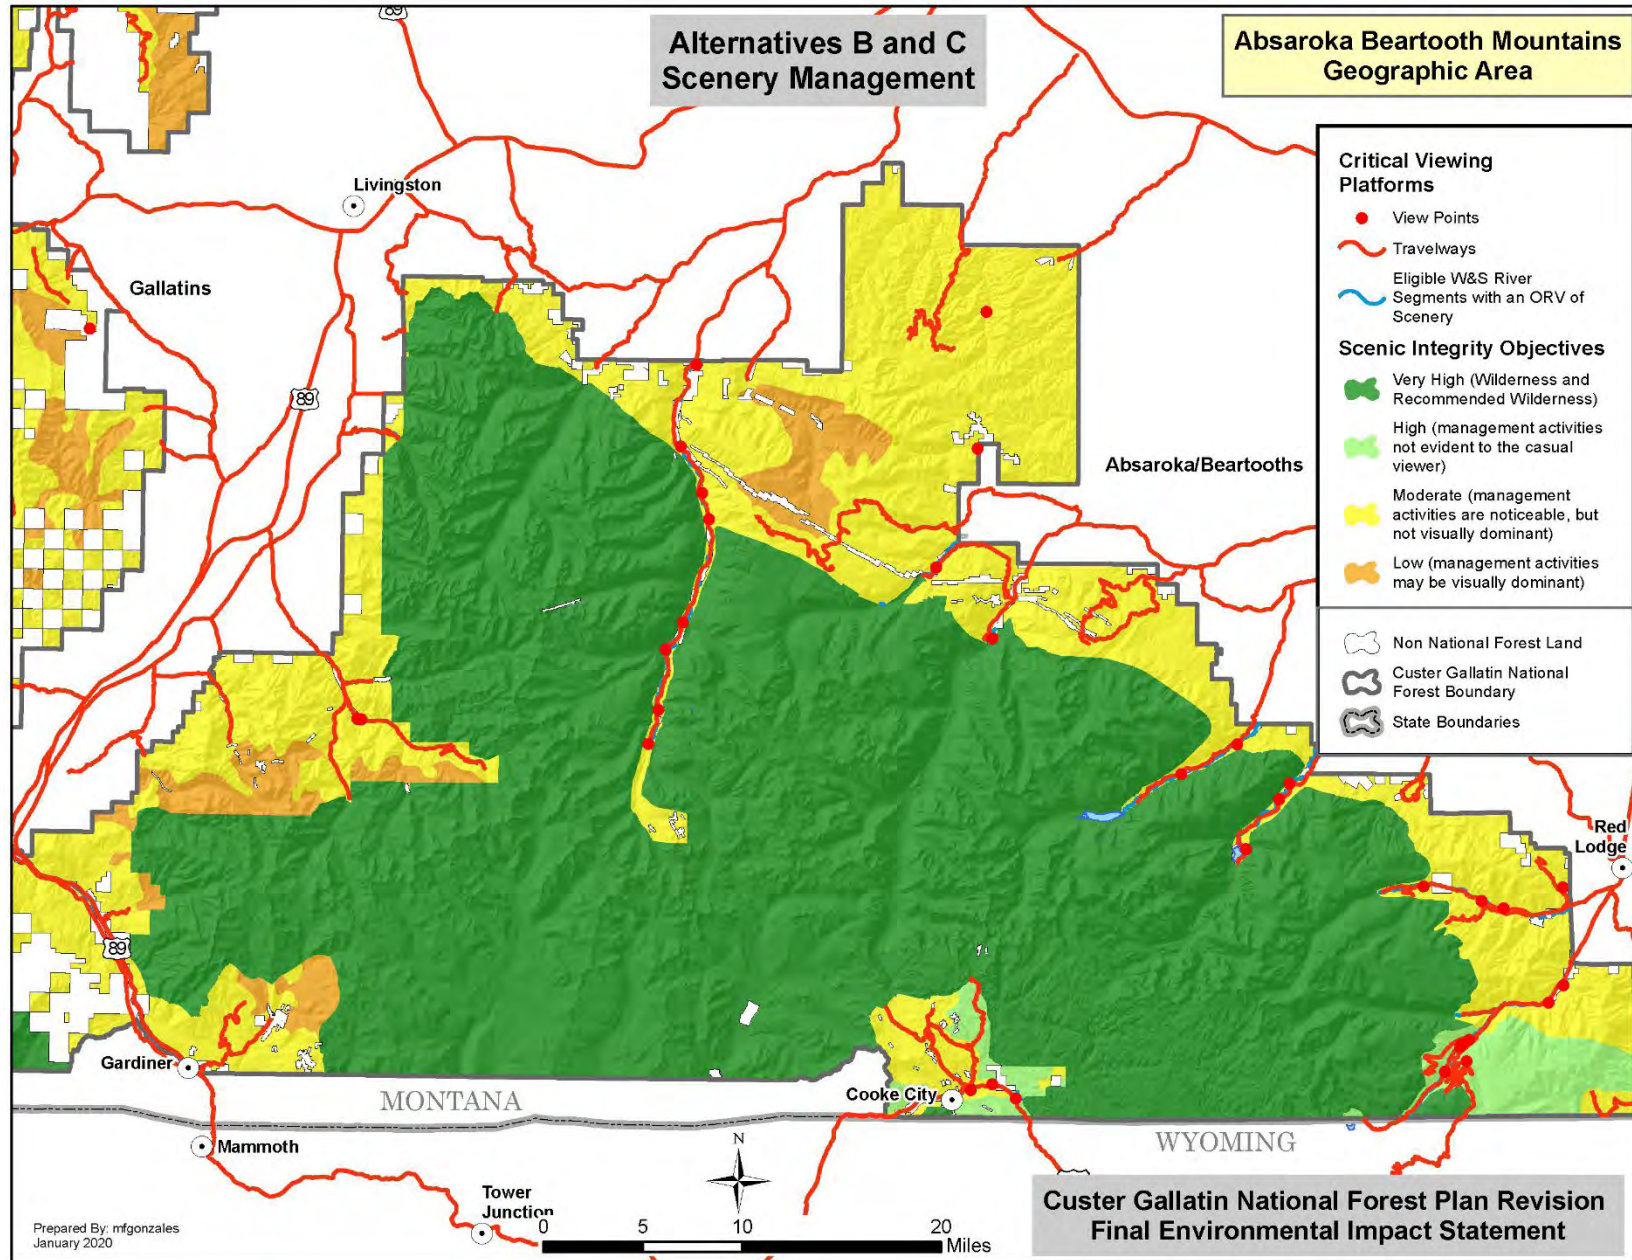 Alternatives B and C
Scenery Management
Absaroka Beartooth Mountains
Geographic Area
89
Livingston
Gallatins
89
Absaroka/Beartooths
Critical Viewing
Platforms
View Points
Travelways
Eligible W&S River
Segments with an ORV of
Scenery
Scenic Integrity Objectives
Very High (Wilderness and
Recommended Wilderness)
High (management activities
not evident to the casual
viewer)
Moderate (management
activities are noticeable, but
not visually dominant)
Low (management activities
may be visually dominant)
Non National Forest Land
Custer Gallatin National
Forest Boundary
State Boundaries
Red
Lodge
89
Gardiner
Cooke City
MONTANA
WYOMING
Mammoth
N
Tower
Junction
0 5 10 20
Miles
Prepared By: mfgonzales
January 2020
Custer Gallatin National Forest Plan Revision
Final Environmental Impact Statement